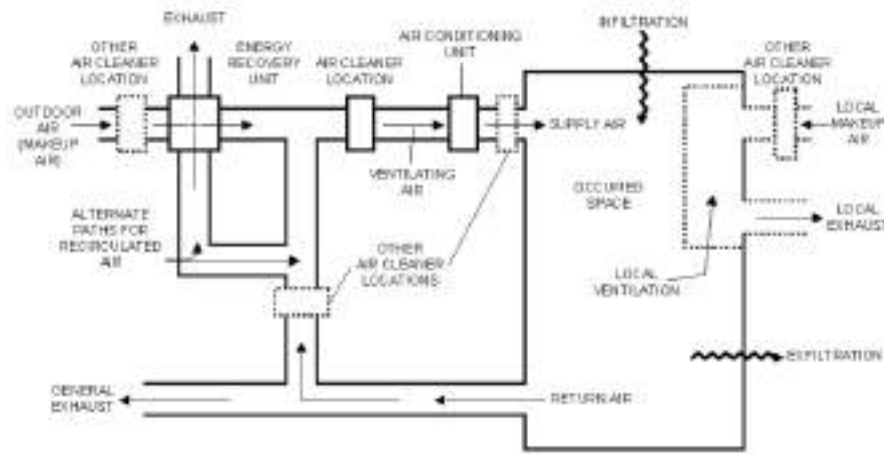 EXHAUST
OTHER
AIR CLEANER
LOCATION
ENERGY
RECOVERY
UNIT
AIR CLEANER
LOCATION
AIR CONDITIONING
UNIT
INFILTRATION
OTHER
AIR CLEANER
LOCATION
OUTDOOR
AIR
(MAKEUP
AIR)
SUPPLY AIR
LOCAL
MAKEUP
AIR
VENTILATING
AIR
OCCUPIED
SPACE
ALTERNATE
PATHS FOR
RECIRCULATED
AIR
OTHER
AIR CLEANER
LOCATIONS
LOCAL
EXHAUST
LOCAL
VENTILATION
EXFILTRATION
GENERAL
EXHAUST
RETURN AIR